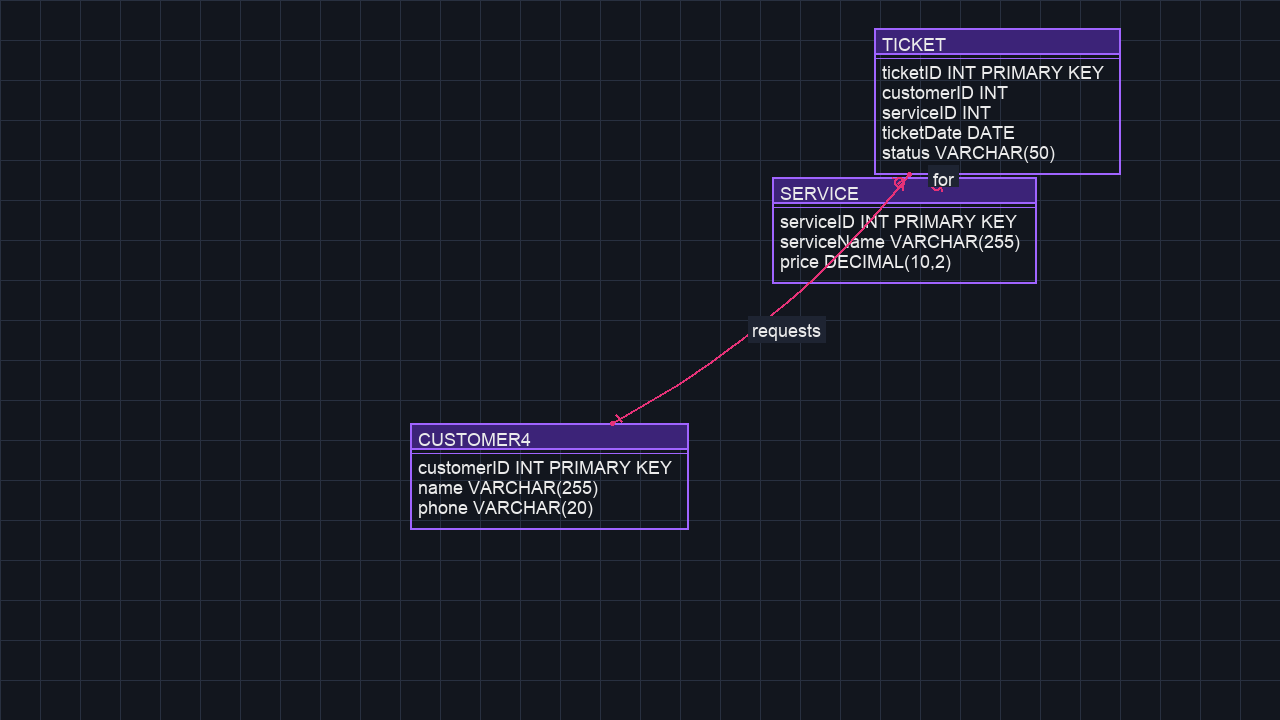 TICKET
ticketID INT PRIMARY KEY
customerID INT
serviceID INT
ticketDate DATE
status VARCHAR(50)
for
SERVICE
serviceID INT PRIMARY KEY
serviceName VARCHAR(255)
price DECIMAL(10,2)
requests
CUSTOMER4
customerID INT PRIMARY KEY
name VARCHAR(255)
phone VARCHAR(20)